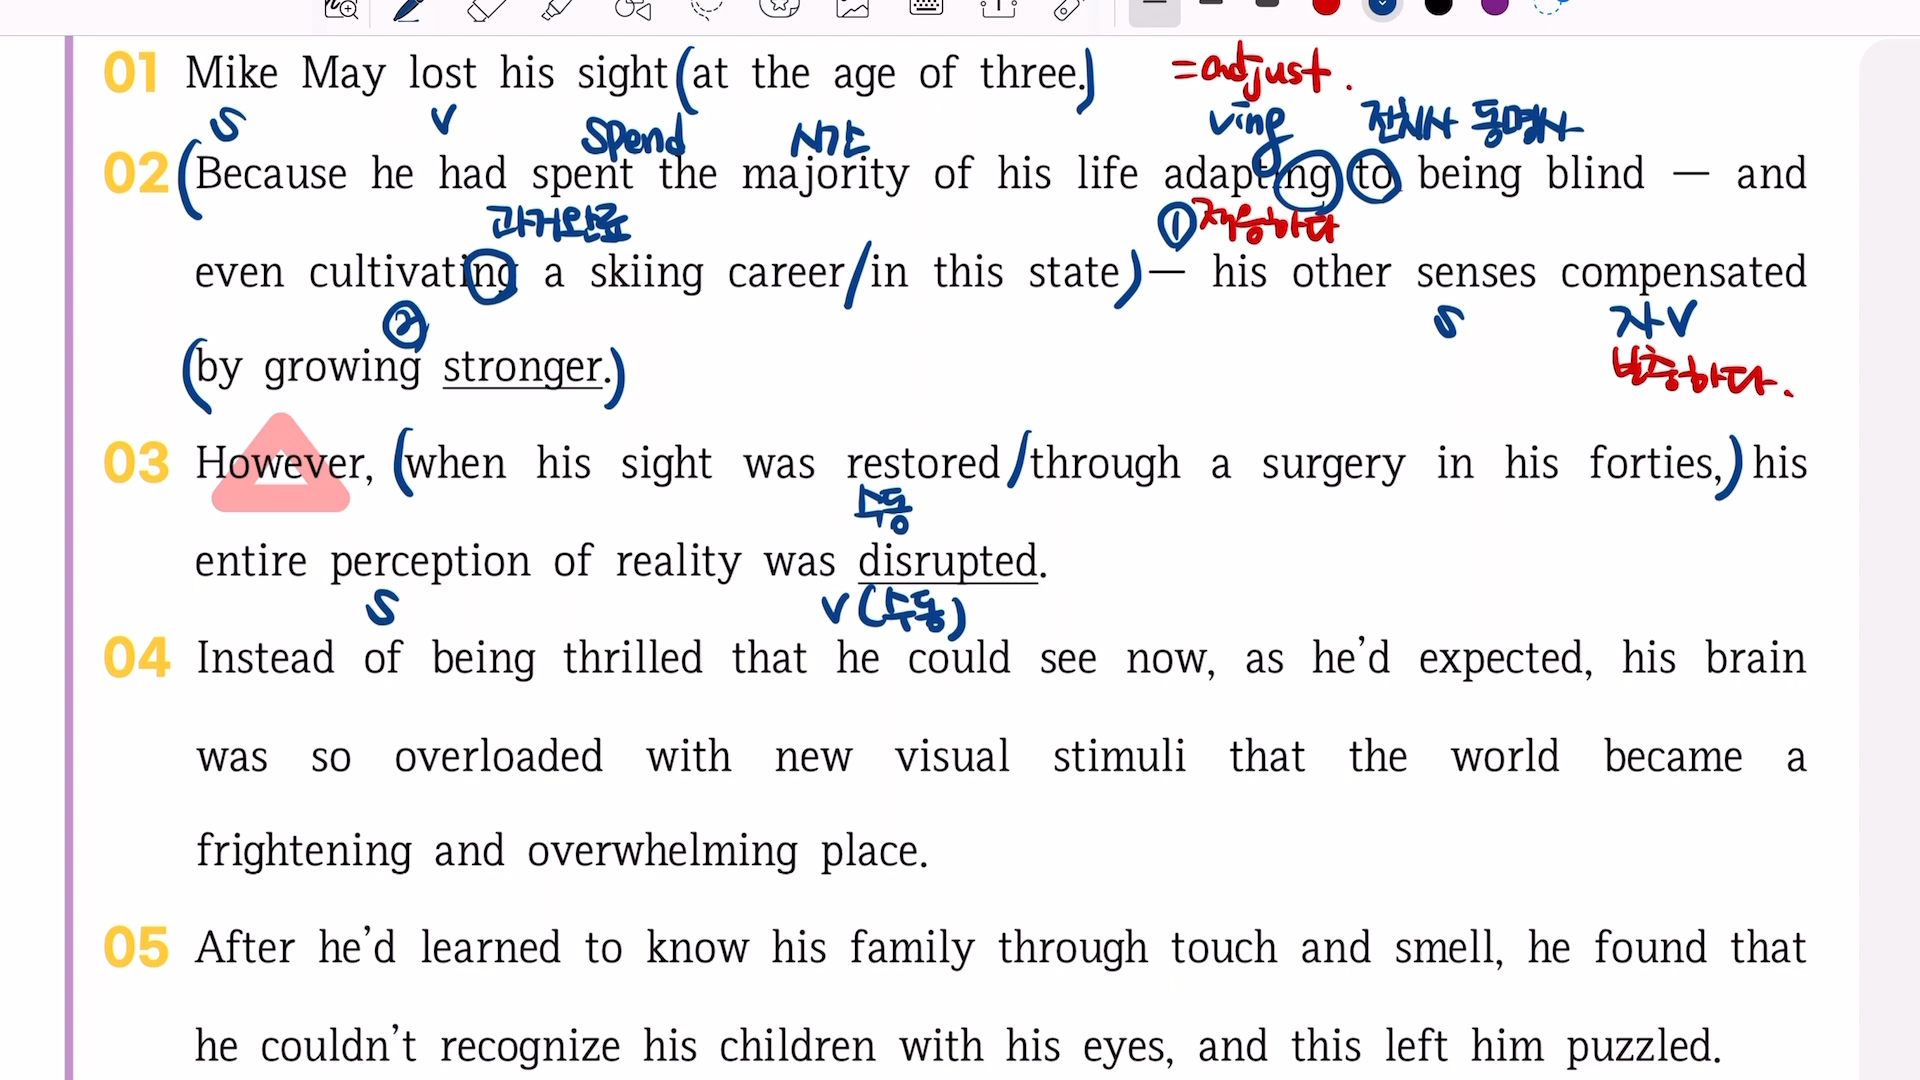 01 Mike May lost his sight (at the age of three.) =adjust.
S V spend 시간 Ving 전치사 동명사
02 (Because he had spent the majority of his life adapting to being blind — and
과거완료 ① 적응하다
even cultivating a skiing career / in this state) — his other senses compensated
② S 자V
(by growing stronger.) 보충하다.
03 However, (when his sight was restored / through a surgery in his forties,) his
수동
entire perception of reality was disrupted.
S V (수동)
04 Instead of being thrilled that he could see now, as he’d expected, his brain
was so overloaded with new visual stimuli that the world became a
frightening and overwhelming place.
05 After he’d learned to know his family through touch and smell, he found that
he couldn’t recognize his children with his eyes, and this left him puzzled.